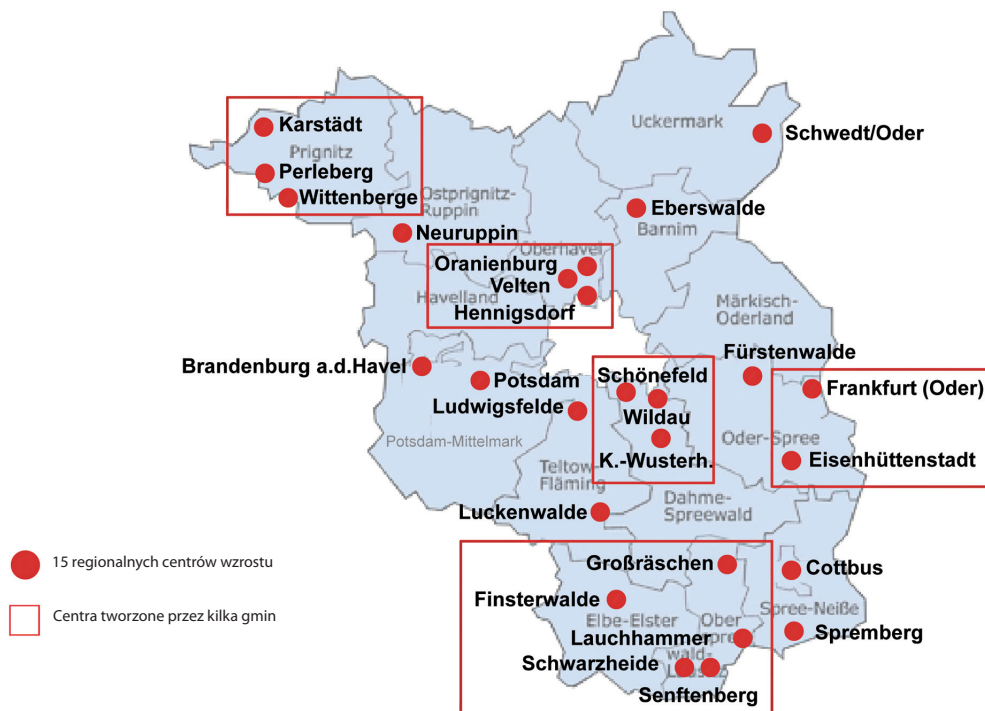 Karstädt
Prignitz
Perleberg
Wittenberge
Uckermark
Schwedt/Oder
Ostprignitz-
Ruppin
Eberswalde
Barnim
Neuruppin
Oberhavel
Oranienburg
Velten
Havelland
Hennigsdorf
Märkisch-
Oderland
Fürstenwalde
Brandenburg a.d.Havel
Potsdam
Ludwigsfelde
Schönefeld
Wildau
K.-Wusterh.
Frankfurt (Oder)
Oder-Spree
Eisenhüttenstadt
Potsdam-Mittelmark
Teltow-
Fläming
Dahme-
Spreewald
Luckenwalde
Großräschen
Cottbus
Finsterwalde
Spree-Neiße
Elbe-Elster
Ober
Spremberg
Lauchhammer
wald-
Schwarzheide
Senftenberg
15 regionalnych centrów wzrostu
Centra tworzone przez kilka gmin